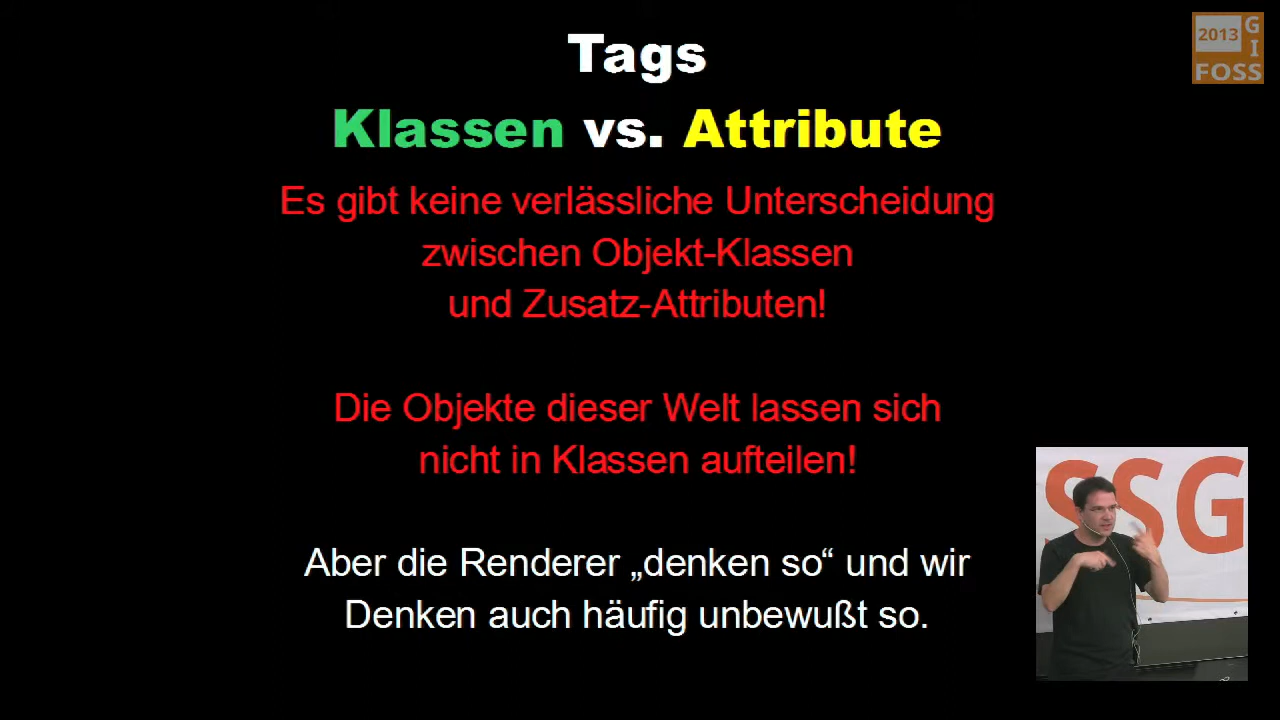 Tags
Klassen vs. Attribute
Es gibt keine verlässliche Unterscheidung
zwischen Objekt-Klassen
und Zusatz-Attributen!
Die Objekte dieser Welt lassen sich
nicht in Klassen aufteilen!
Aber die Renderer „denken so“ und wir
Denken auch häufig unbewußt so.
2013 G
I
FOSS
SSG